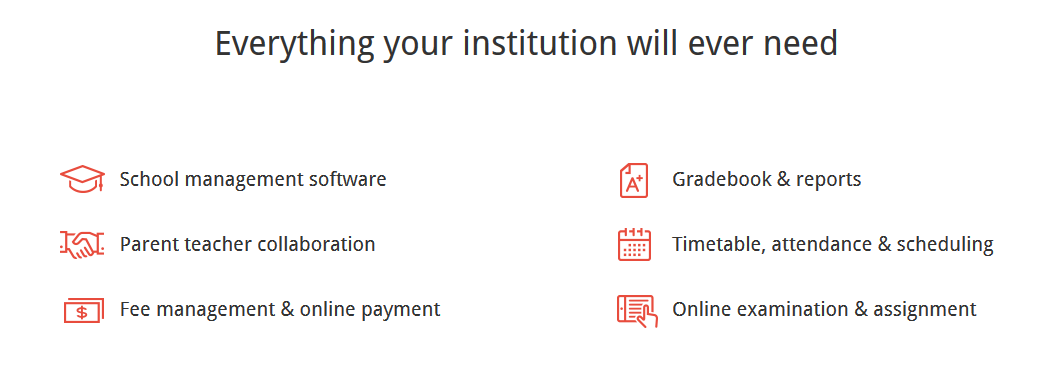 Everything your institution will ever need
School management software
Gradebook & reports
Parent teacher collaboration
Timetable, attendance & scheduling
Fee management & online payment
Online examination & assignment
A+
$